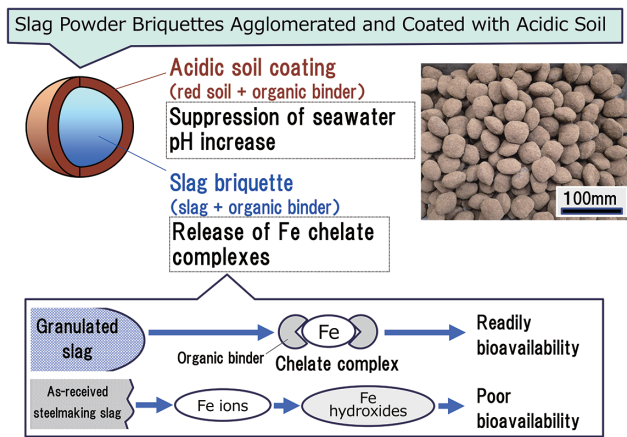 Slag Powder Briquettes Agglomerated and Coated with Acidic Soil
Acidic soil coating
(red soil + organic binder)
Suppression of seawater
pH increase
Slag briquette
(slag + organic binder)
Release of Fe chelate
complexes
100mm
Granulated
slag
Organic binder
Fe
Chelate complex
Readily
bioavailability
As-received
steelmaking slag
Fe ions
Fe
hydroxides
Poor
bioavailability